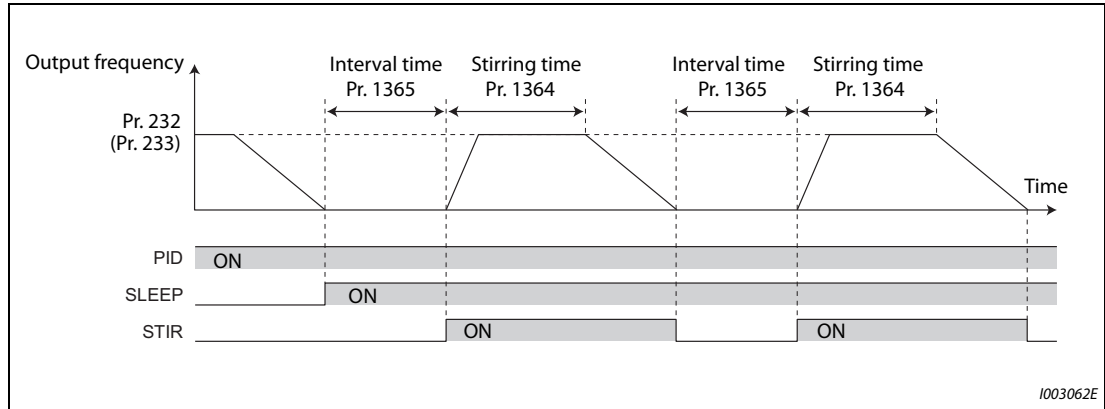 Output frequency
Interval time
Pr. 1365
Stirring time
Pr. 1364
Interval time
Pr. 1365
Stirring time
Pr. 1364
Pr. 232
(Pr. 233)
Time
PID
ON
SLEEP
ON
STIR
ON
ON
I003062E